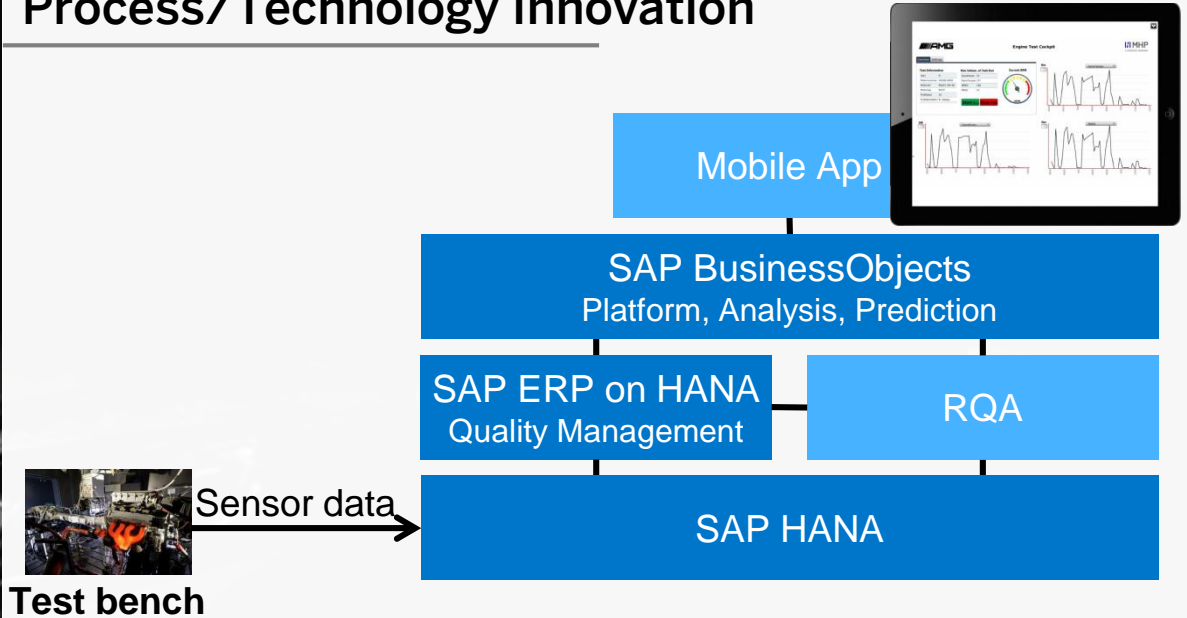 Process/Technology Innovation
AMG
Engine Test Cockpit
MHP
Mobile App
SAP BusinessObjects
Platform, Analysis, Prediction
SAP ERP on HANA
Quality Management
RQA
Sensor data
SAP HANA
Test bench